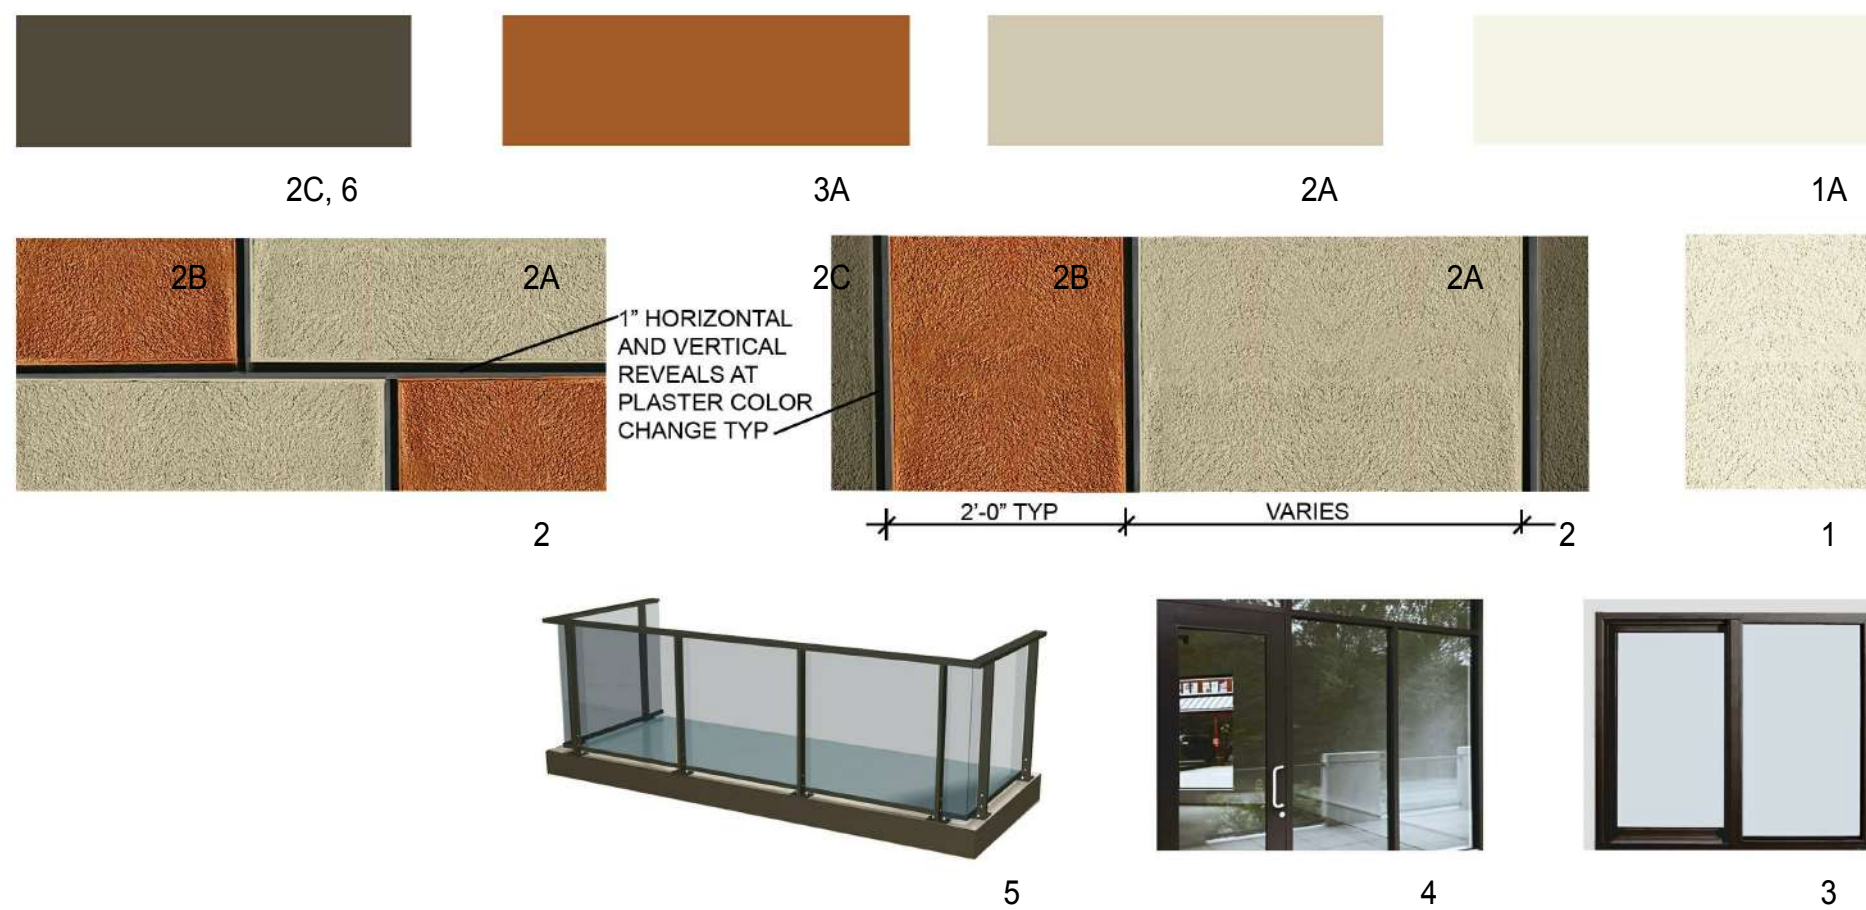 2C, 6
3A
2A
1A
2B
2A
2C
2B
2A
1” HORIZONTAL
AND VERTICAL
REVEALS AT
PLASTER COLOR
CHANGE TYP
2’-0” TYP
VARIES
2
2
1
5
4
3